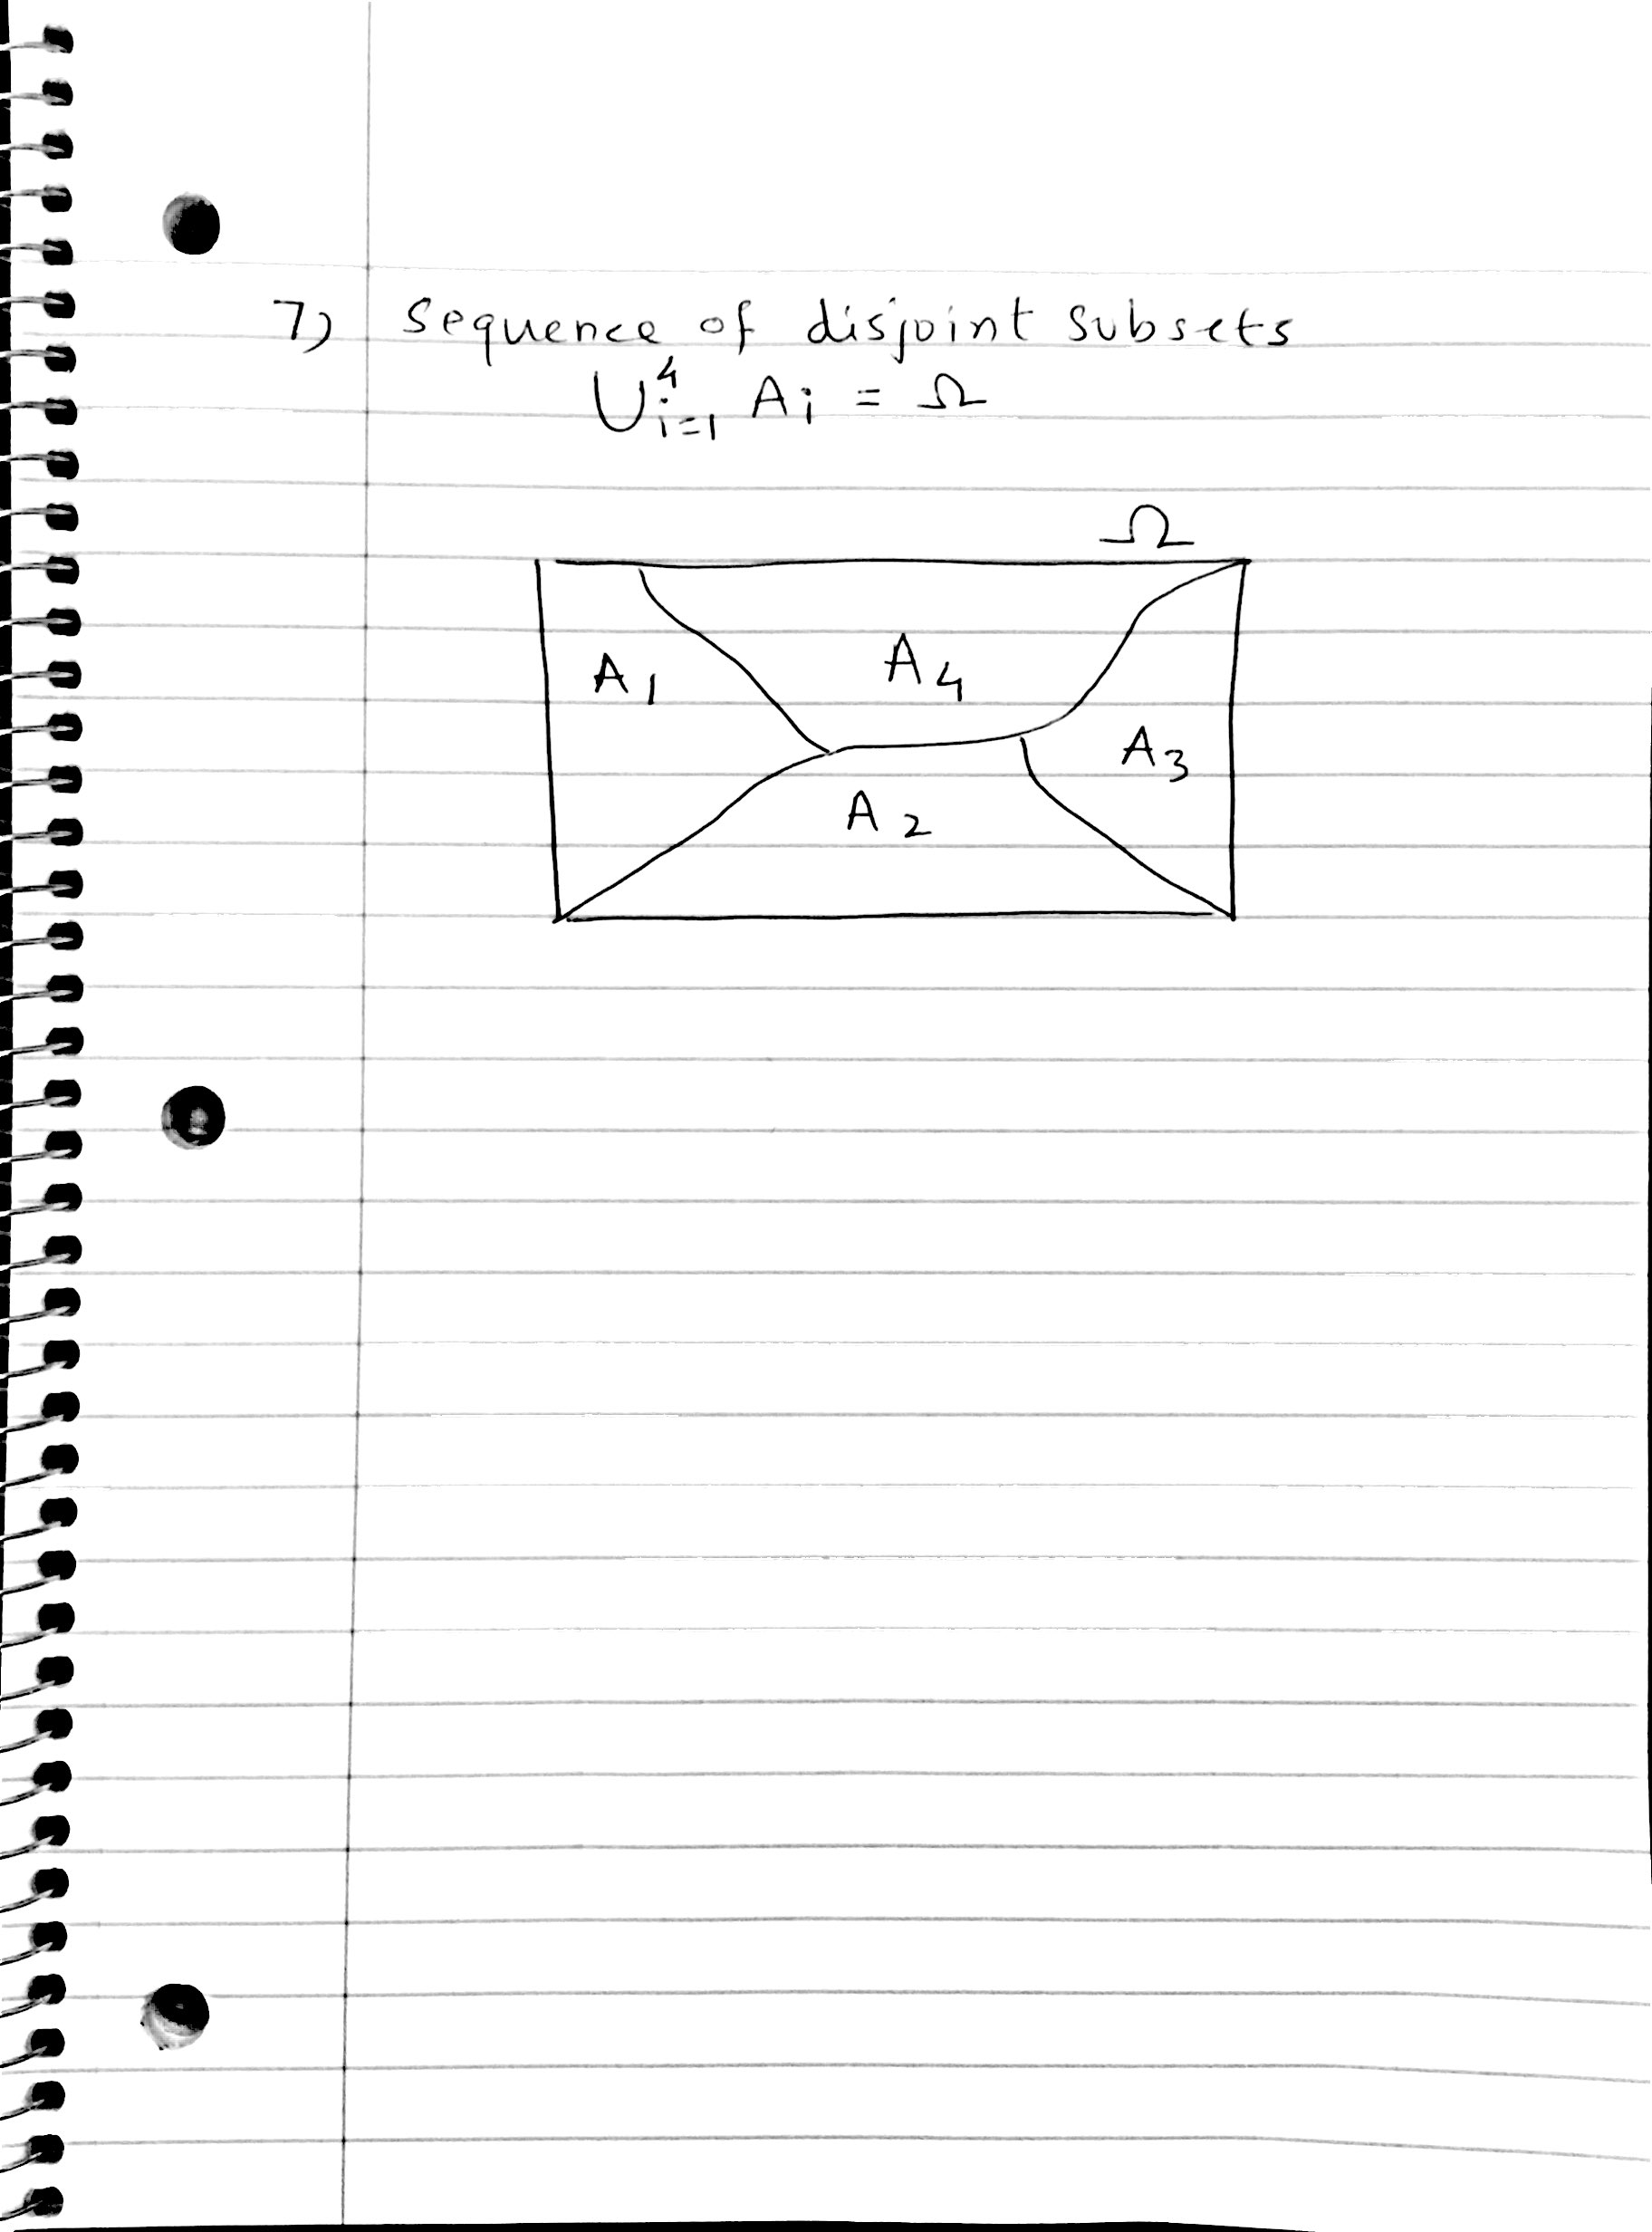 7) Sequence of disjoint subsets
∪⁴ᵢ₌₁ Aᵢ = Ω
Ω
A₁ A₄
A₃
A₂